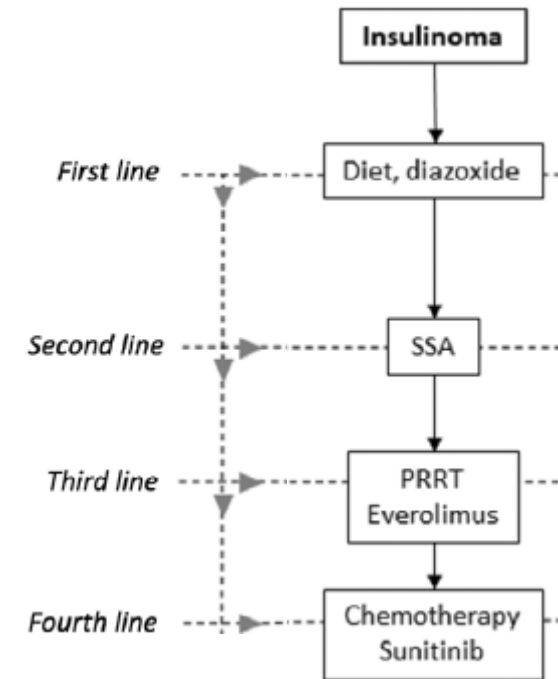 Insulinoma
First line
Diet, diazoxide
Second line
SSA
Third line
PRRT
Everolimus
Fourth line
Chemotherapy
Sunitinib